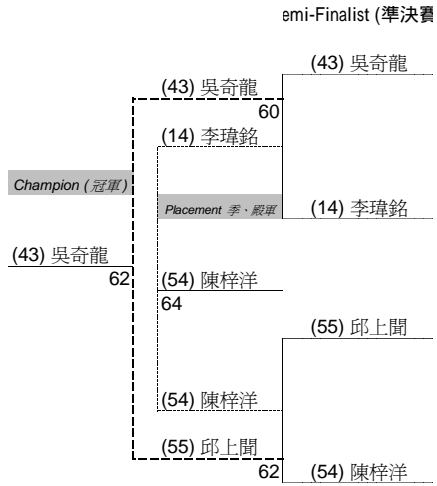 emi-Finalist (準決賽
(43) 吳奇龍
(43) 吳奇龍
60
(14) 李瑋銘
Champion (冠軍)
Placement 季、殿軍
(14) 李瑋銘
(43) 吳奇龍
62
(54) 陳梓洋
64
(55) 邱上聞
(54) 陳梓洋
(55) 邱上聞
62
(54) 陳梓洋